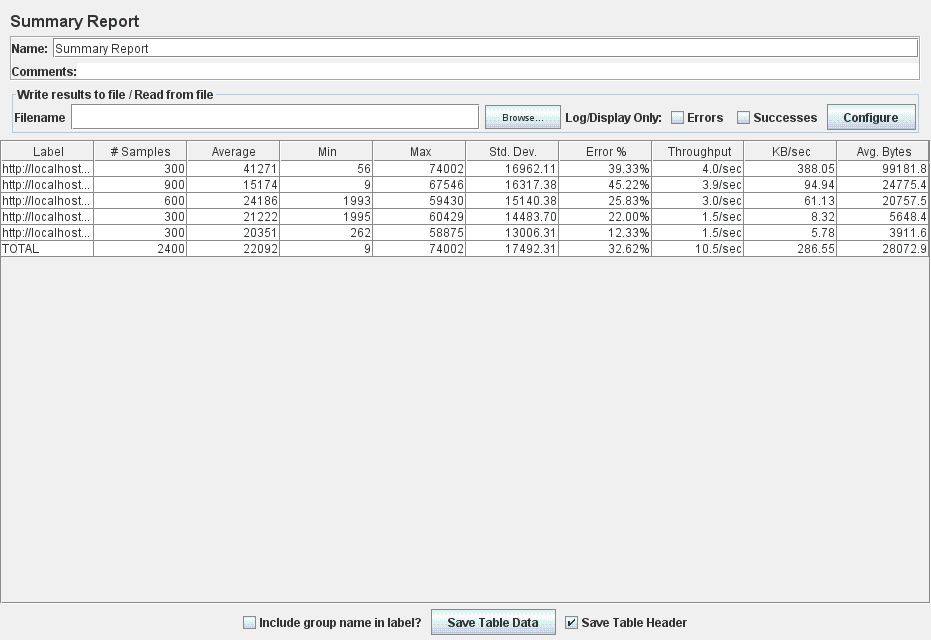 Summary Report
Name: Summary Report
Comments:
Write results to file / Read from file
Filename Browse... Log/Display Only: Errors Successes Configure
Label # Samples Average Min Max Std. Dev. Error % Throughput KB/sec Avg. Bytes
http://localhost... 300 41271 56 74002 16962.11 39.33% 4.0/sec 388.05 99181.8
http://localhost... 900 15174 9 67546 16317.38 45.22% 3.9/sec 94.94 24775.4
http://localhost... 600 24186 1993 59430 15140.38 25.83% 3.0/sec 61.13 20757.5
http://localhost... 300 21222 1995 60429 14483.70 22.00% 1.5/sec 8.32 5648.4
http://localhost... 300 20351 262 58875 13006.31 12.33% 1.5/sec 5.78 3911.6
TOTAL 2400 22092 9 74002 17492.31 32.62% 10.5/sec 286.55 28072.9
Include group name in label? Save Table Data Save Table Header